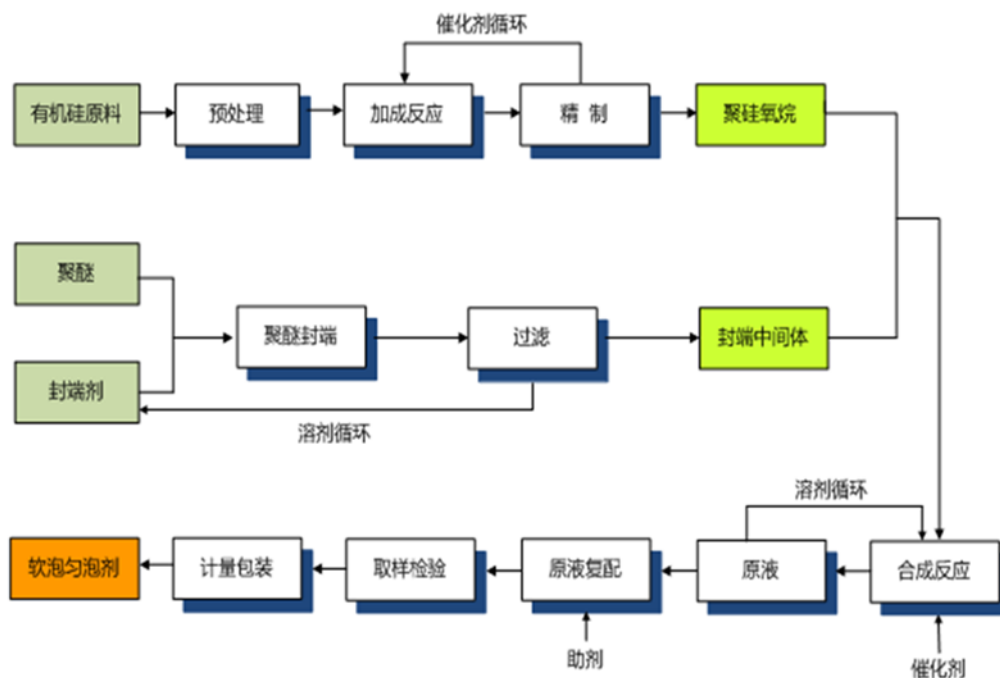 催化剂循环
有机硅原料
预处理
加成反应
精 制
聚硅氧烷
聚醚
聚醚封端
过滤
封端中间体
封端剂
溶剂循环
溶剂循环
软泡匀泡剂
计量包装
取样检验
原液复配
原液
合成反应
助剂
催化剂